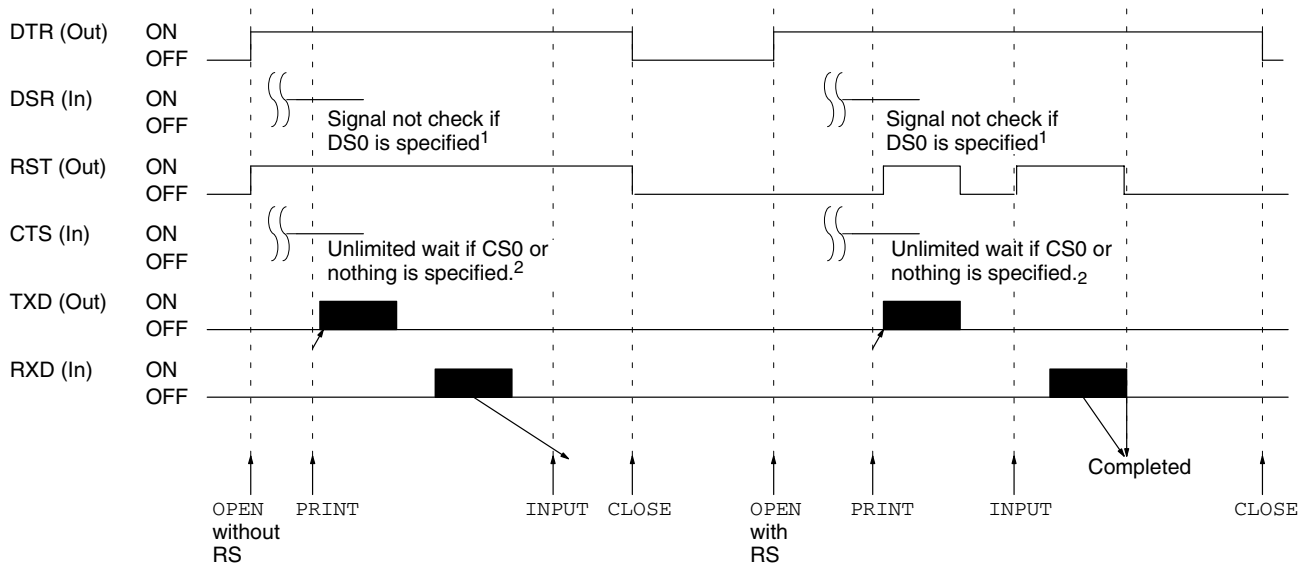 DTR (Out) ON
OFF
DSR (In) ON
OFF
Signal not check if
DS0 is specified1
Signal not check if
DS0 is specified1
RST (Out) ON
OFF
CTS (In) ON
OFF
Unlimited wait if CS0 or
nothing is specified.2
Unlimited wait if CS0 or
nothing is specified.2
TXD (Out) ON
OFF
RXD (In) ON
OFF
Completed
OPEN
without
RS
PRINT
INPUT
CLOSE
OPEN
with
RS
PRINT
INPUT
CLOSE